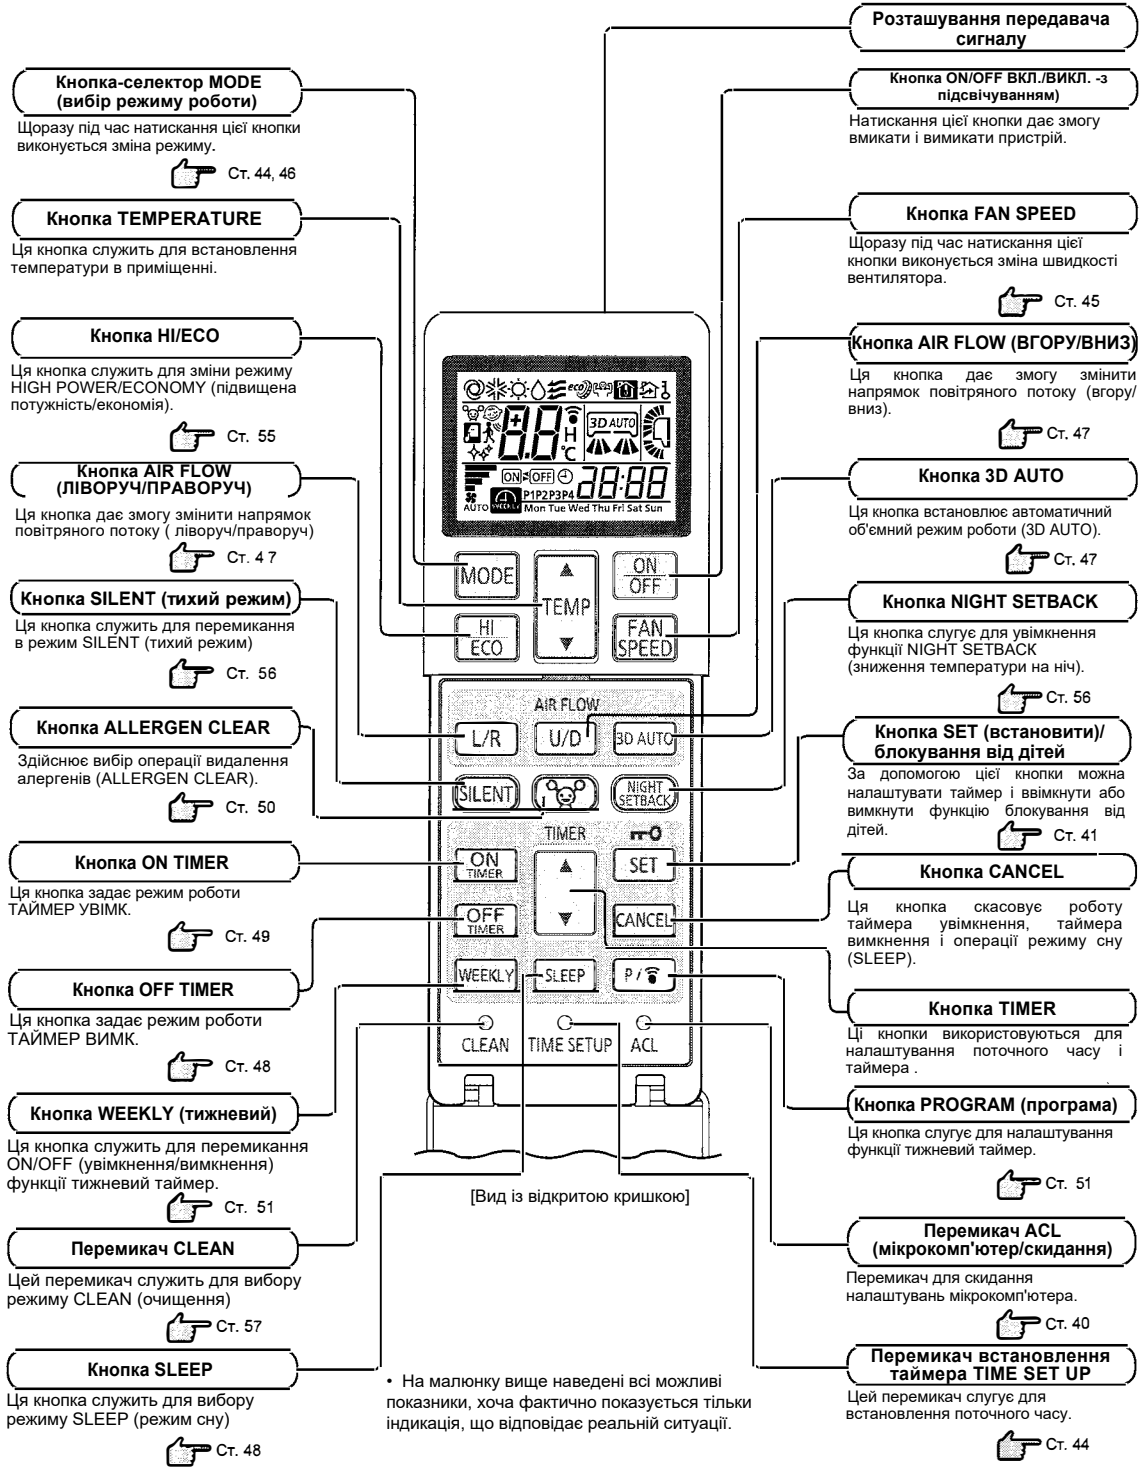 Розташування передавача
сигналу
Кнопка-селектор MODE
(вибір режиму роботи)
Щоразу під час натискання цієї кнопки
виконується зміна режиму.
Ст. 44, 46
Кнопка TEMPERATURE
Ця кнопка служить для встановлення
температури в приміщенні.
Кнопка HI/ECO
Ця кнопка служить для зміни режиму
HIGH POWER/ECONOMY (підвищена
потужність/економія).
Ст. 55
Кнопка AIR FLOW
(ЛІВОРУЧ/ПРАВОРУЧ)
Ця кнопка дає змогу змінити напрямок
повітряного потоку ( ліворуч/праворуч)
Ст. 4 7
Кнопка SILENT (тихий режим)
Ця кнопка служить для перемикання
в режим SILENT (тихий режим)
Ст. 56
Кнопка ALLERGEN CLEAR
Здійснює вибір операції видалення
алергенів (ALLERGEN CLEAR).
Ст. 50
Кнопка ON TIMER
Ця кнопка задає режим роботи
ТАЙМЕР УВІМК.
Ст. 49
Кнопка OFF TIMER
Ця кнопка задає режим роботи
ТАЙМЕР ВИМК.
Ст. 48
Кнопка WEEKLY (тижневий)
Ця кнопка служить для перемикання
ON/OFF (увімкнення/вимкнення)
функції тижневий таймер.
Ст. 51
Перемикач CLEAN
Цей перемикач служить для вибору
режиму CLEAN (очищення)
Ст. 57
Кнопка SLEEP
Ця кнопка служить для вибору
режиму SLEEP (режим сну)
Ст. 48
eco
3D AUTO
8.8
H
°C
ON OFF
P1P2P3P4
28:88
AUTO WEEKLY Mon Tue Wed Thu Fri Sat Sun
MODE
TEMP
ON
OFF
HI
ECO
FAN
SPEED
AIR FLOW
L/R
U/D
3D AUTO
SILENT
NIGHT
SETBACK
TIMER
ON
TIMER
SET
OFF
TIMER
CANCEL
WEEKLY
SLEEP
P /
CLEAN
TIME SETUP
ACL
[Вид із відкритою кришкою]
• На малюнку вище наведені всі можливі
показники, хоча фактично показується тільки
індикація, що відповідає реальній ситуації.
Кнопка ON/OFF ВКЛ./ВИКЛ. -з
підсвічуванням)
Натискання цієї кнопки дає змогу
вмикати і вимикати пристрій.
Кнопка FAN SPEED
Щоразу під час натискання цієї
кнопки виконується зміна швидкості
вентилятора.
Ст. 45
Кнопка AIR FLOW (ВГОРУ/ВНИЗ)
Ця кнопка дає змогу змінити
напрямок повітряного потоку (вгору/
вниз).
Ст. 47
Кнопка 3D AUTO
Ця кнопка встановлює автоматичний
об'ємний режим роботи (3D AUTO).
Ст. 47
Кнопка NIGHT SETBACK
Ця кнопка слугує для увімкнення
функції NIGHT SETBACK
(зниження температури на ніч).
Ст. 56
Кнопка SET (встановити)/
блокування від дітей
За допомогою цієї кнопки можна
налаштувати таймер і ввімкнути або
вимкнути функцію блокування від
дітей.
Ст. 41
Кнопка CANCEL
Ця кнопка скасовує роботу
таймера увімкнення, таймера
вимкнення і операції режиму сну
(SLEEP).
Кнопка TIMER
Ці кнопки використовуються для
налаштування поточного часу і
таймера .
Кнопка PROGRAM (програма)
Ця кнопка слугує для налаштування
функції тижневий таймер.
Ст. 51
Перемикач ACL
(мікрокомп'ютер/скидання)
Перемикач для скидання
налаштувань мікрокомп'ютера.
Ст. 40
Перемикач встановлення
таймера TIME SET UP
Цей перемикач слугує для
встановлення поточного часу.
Ст. 44